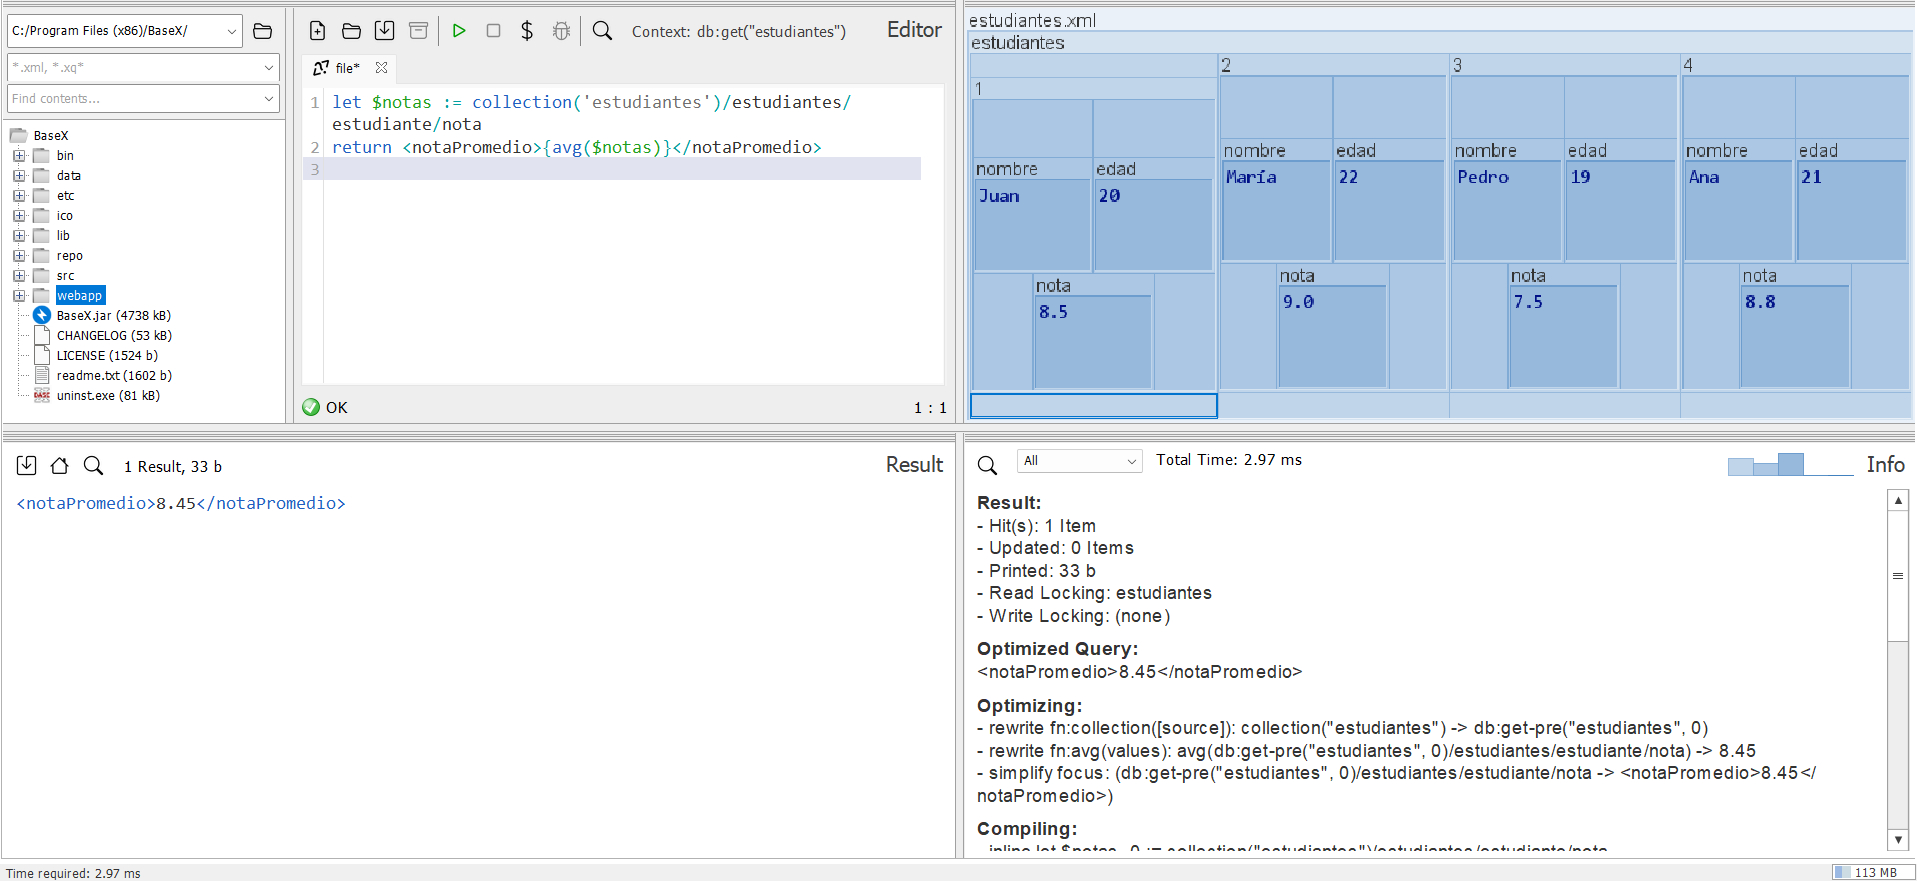 C:/Program Files (x86)/BaseX/
*.xml, *.xq*
Find contents...
BaseX
bin
data
etc
ico
lib
repo
src
webapp
BaseX.jar (4738 kB)
CHANGELOG (53 kB)
LICENSE (1524 b)
readme.txt (1602 b)
uninst.exe (81 kB)
Context: db:get("estudiantes")
Editor
file*
1 let $notas := collection('estudiantes')/estudiantes/
estudiante/nota
2 return <notaPromedio>{avg($notas)}</notaPromedio>
3
OK
1 : 1
estudiantes.xml
estudiantes
1
nombre edad
Juan 20
nota
8.5
2
nombre edad
María 22
nota
9.0
3
nombre edad
Pedro 19
nota
7.5
4
nombre edad
Ana 21
nota
8.8
1 Result, 33 b
Result
<notaPromedio>8.45</notaPromedio>
All
Total Time: 2.97 ms
Info
Result:
- Hit(s): 1 Item
- Updated: 0 Items
- Printed: 33 b
- Read Locking: estudiantes
- Write Locking: (none)
Optimized Query:
<notaPromedio>8.45</notaPromedio>
Optimizing:
- rewrite fn:collection([source]): collection("estudiantes") -> db:get-pre("estudiantes", 0)
- rewrite fn:avg(values): avg(db:get-pre("estudiantes", 0)/estudiantes/estudiante/nota) -> 8.45
- simplify focus: (db:get-pre("estudiantes", 0)/estudiantes/estudiante/nota -> <notaPromedio>8.45</
notaPromedio>)
Compiling:
- inline let $notas_0 := collection("estudiantes")/estudiantes/estudiante/nota
Time required: 2.97 ms
113 MB